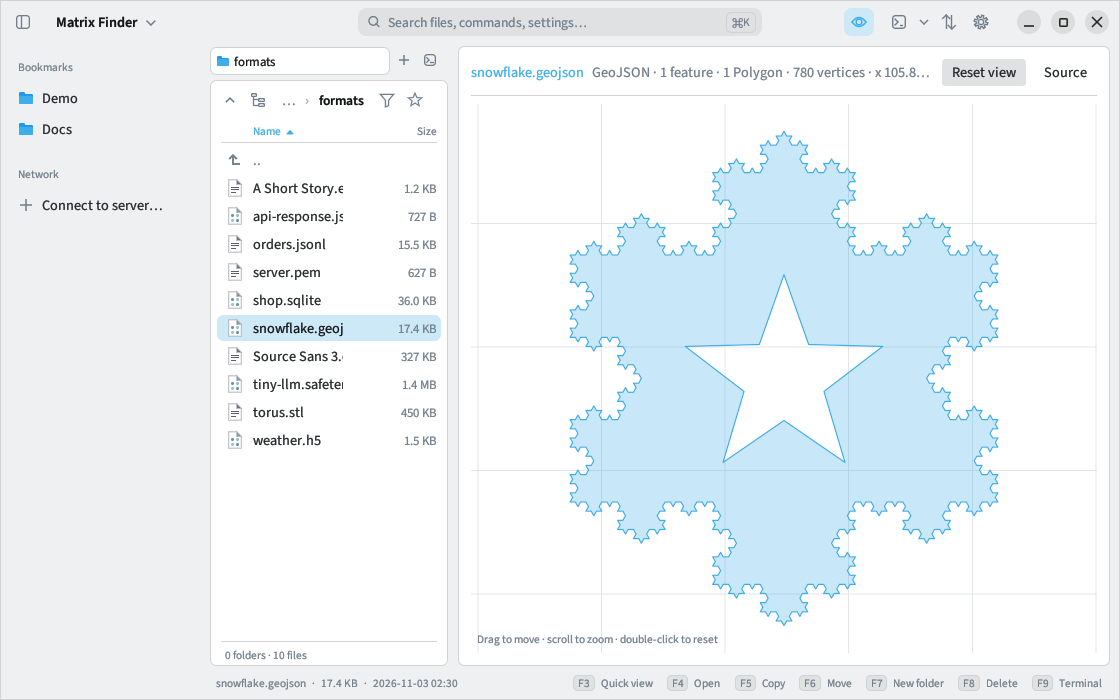 Matrix Finder
Search files, commands, settings…
⌘K
Bookmarks
Demo
Docs
Network
Connect to server…
formats
… › formats
Name
Size
..
A Short Story.e 1.2 KB
api-response.js 727 B
orders.jsonl 15.5 KB
server.pem 627 B
shop.sqlite 36.0 KB
snowflake.geoj 17.4 KB
Source Sans 3. 327 KB
tiny-llm.safeter 1.4 MB
torus.stl 450 KB
weather.h5 1.5 KB
0 folders · 10 files
snowflake.geojson GeoJSON · 1 feature · 1 Polygon · 780 vertices · x 105.8…
Reset view
Source
Drag to move · scroll to zoom · double-click to reset
snowflake.geojson · 17.4 KB · 2026-11-03 02:30
F3 Quick view F4 Open F5 Copy F6 Move F7 New folder F8 Delete F9 Terminal